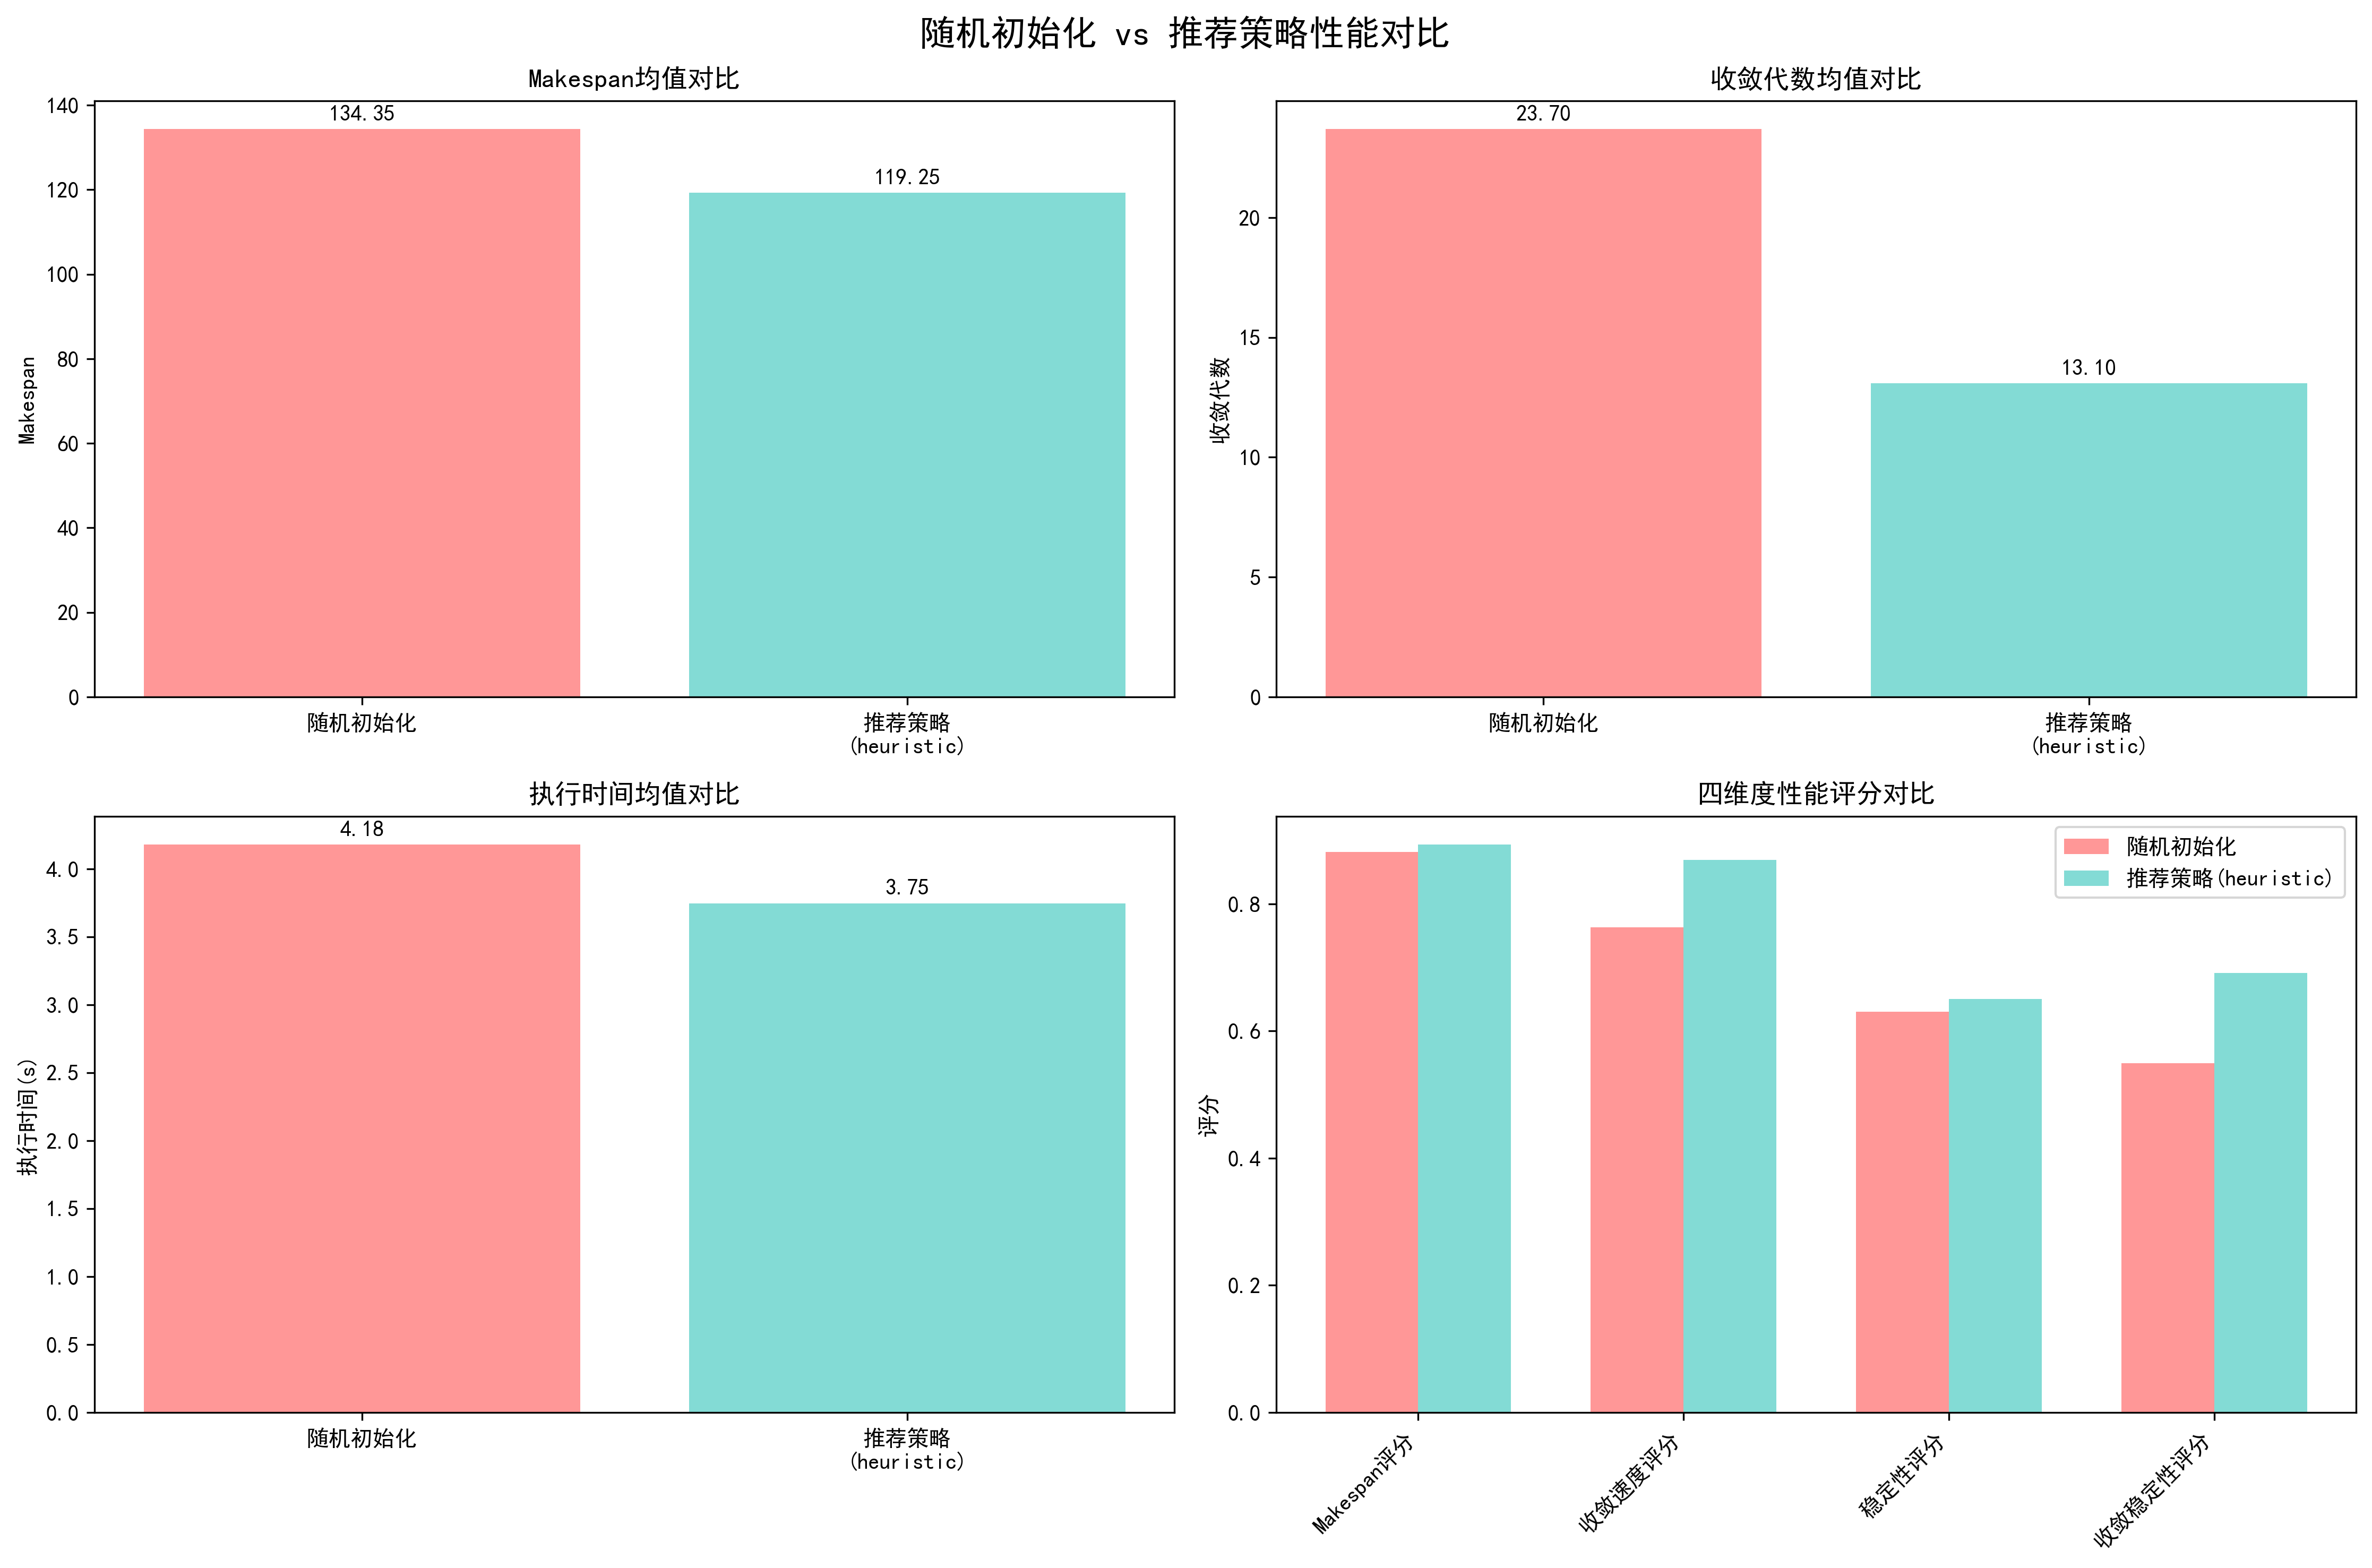 随机初始化 vs 推荐策略性能对比
Makespan均值对比
140
120
100
80
60
40
20
0
Makespan
134.35
119.25
随机初始化
推荐策略
(heuristic)
收敛代数均值对比
20
15
10
5
0
收敛代数
23.70
13.10
随机初始化
推荐策略
(heuristic)
执行时间均值对比
4.0
3.5
3.0
2.5
2.0
1.5
1.0
0.5
0.0
执行时间(s)
4.18
3.75
随机初始化
推荐策略
(heuristic)
四维度性能评分对比
0.8
0.6
0.4
0.2
0.0
评分
随机初始化
推荐策略(heuristic)
Makespan评分
收敛速度评分
稳定性评分
收敛稳定性评分